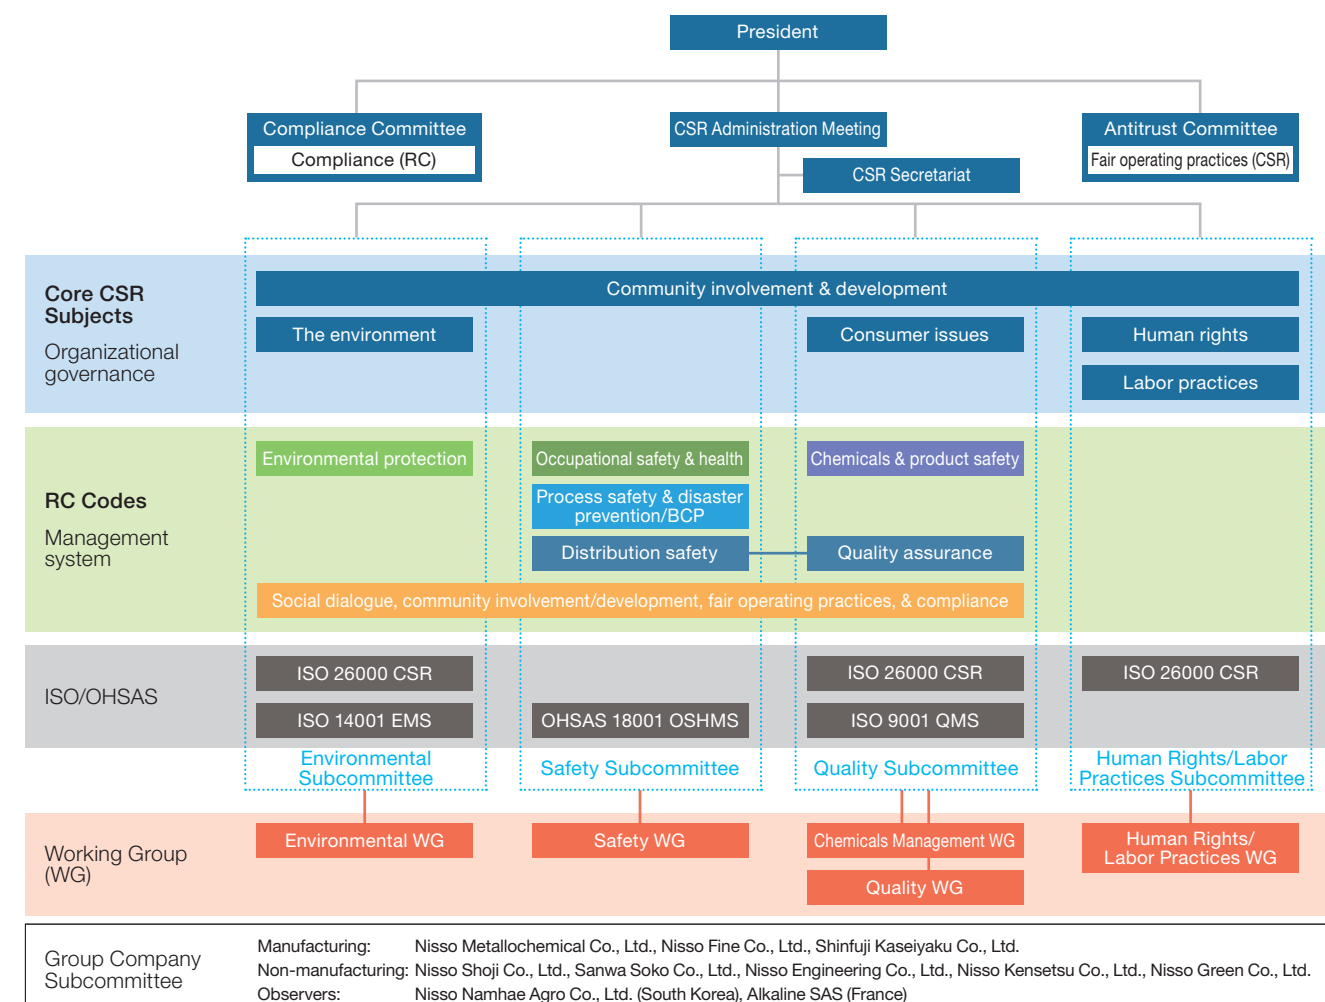 President
Compliance Committee
Compliance (RC)
CSR Administration Meeting
Antitrust Committee
Fair operating practices (CSR)
CSR Secretariat
Core CSR
Subjects
Organizational
governance
Community involvement & development
The environment
Consumer issues
Human rights
Labor practices
RC Codes
Management
system
Environmental protection
Occupational safety & health
Chemicals & product safety
Process safety & disaster
prevention/BCP
Distribution safety
Quality assurance
Social dialogue, community involvement/development, fair operating practices, & compliance
ISO/OHSAS
ISO 26000 CSR
ISO 26000 CSR
ISO 26000 CSR
ISO 14001 EMS
OHSAS 18001 OSHMS
ISO 9001 QMS
Environmental
Subcommittee
Safety Subcommittee
Quality Subcommittee
Human Rights/Labor
Practices Subcommittee
Working Group
(WG)
Environmental WG
Safety WG
Chemicals Management WG
Quality WG
Human Rights/
Labor Practices WG
Group Company
Subcommittee
Manufacturing: Nisso Metallochemical Co., Ltd., Nisso Fine Co., Ltd., Shinfuji Kaseiyaku Co., Ltd.
Non-manufacturing: Nisso Shoji Co., Ltd., Sanwa Soko Co., Ltd., Nisso Engineering Co., Ltd., Nisso Kensetsu Co., Ltd., Nisso Green Co., Ltd.
Observers: Nisso Namhae Agro Co., Ltd. (South Korea), Alkaline SAS (France)